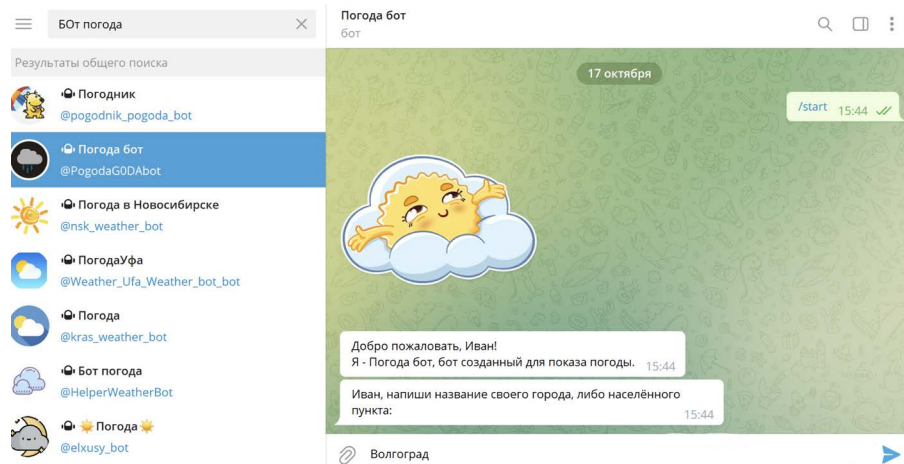 БОт погода
Результаты общего поиска
Погодник
@pogodnik_pogoda_bot
Погода бот
@PogodaG0DAbot
Погода в Новосибирске
@nsk_weather_bot
ПогодаУфа
@Weather_Ufa_Weather_bot_bot
Погода
@kras_weather_bot
Бот погода
@HelperWeatherBot
Погода
@elxusy_bot
Погода бот
бот
17 октября
/start 15:44
Добро пожаловать, Иван!
Я - Погода бот, бот созданный для показа погоды. 15:44
Иван, напиши название своего города, либо населённого
пункта: 15:44
Волгоград